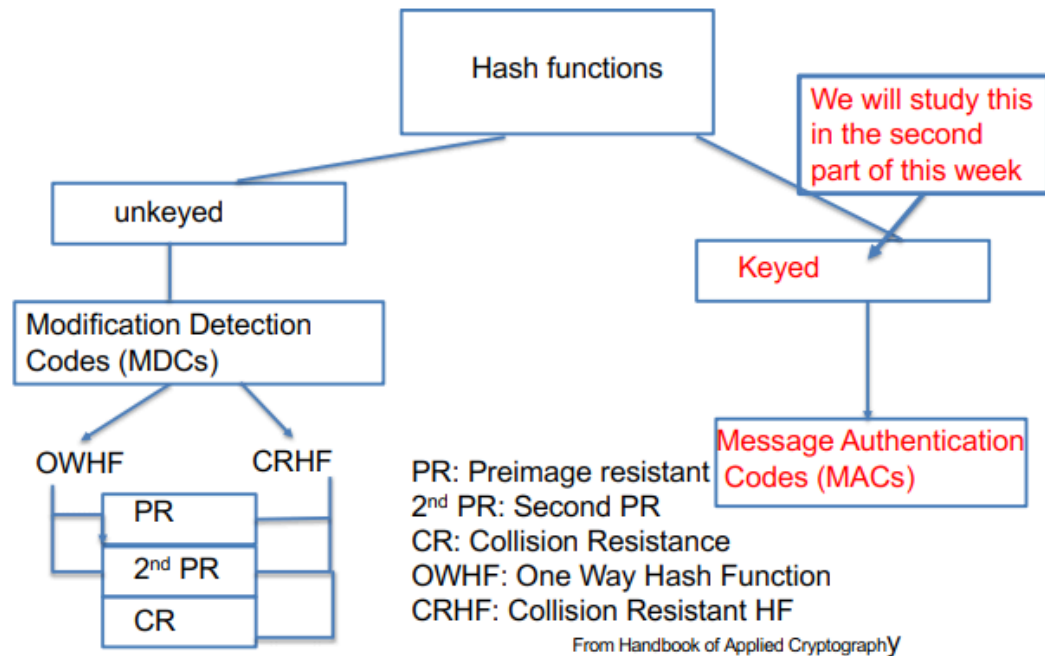 Hash functions
We will study this
in the second
part of this week
unkeyed
Keyed
Modification Detection
Codes (MDCs)
OWHF
CRHF
PR
2nd PR
CR
Message Authentication
Codes (MACs)
PR: Preimage resistant
2nd PR: Second PR
CR: Collision Resistance
OWHF: One Way Hash Function
CRHF: Collision Resistant HF
From Handbook of Applied Cryptography